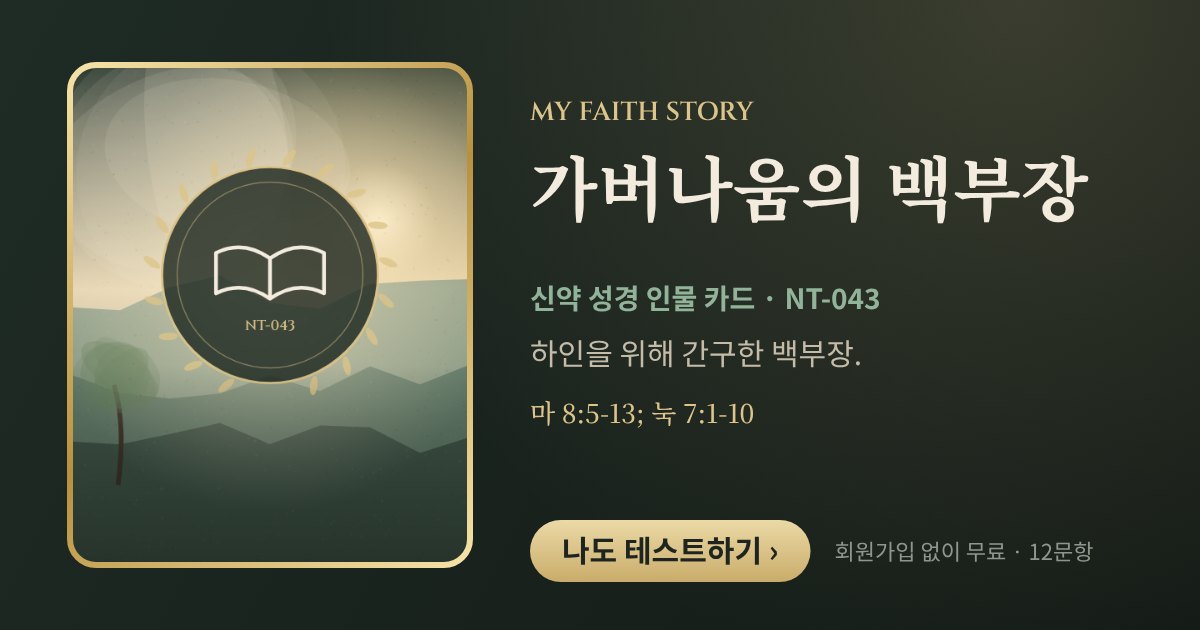 NT-043
MY FAITH STORY
가버나움의 백부장
신약 성경 인물 카드 · NT-043
하인을 위해 간구한 백부장.
마 8:5-13; 눅 7:1-10
나도 테스트하기 ›
회원가입 없이 무료 · 12문항